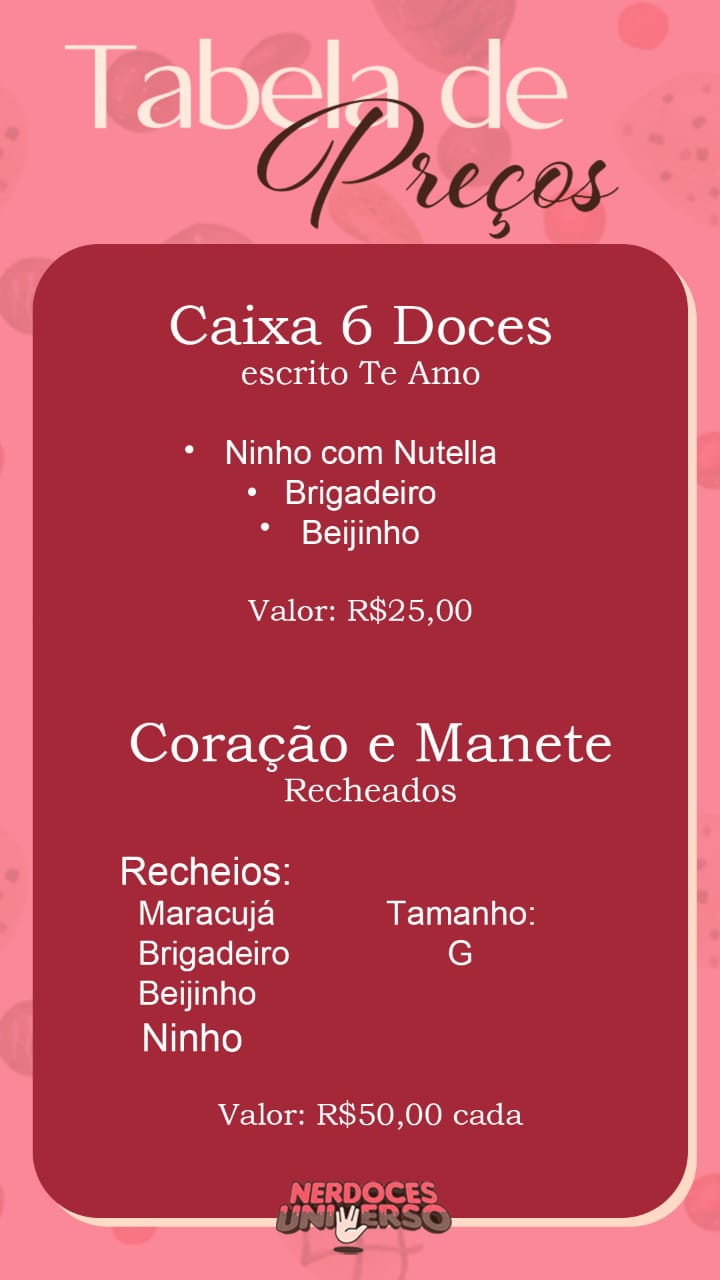 Tabela de
Preços
Caixa 6 Doces
escrito Te Amo
• Ninho com Nutella
• Brigadeiro
• Beijinho
Valor: R$25,00
Coração e Manete
Recheados
Recheios:
Maracujá
Brigadeiro
Beijinho
Ninho
Tamanho:
G
Valor: R$50,00 cada
NERDOCES
UNIVERSO